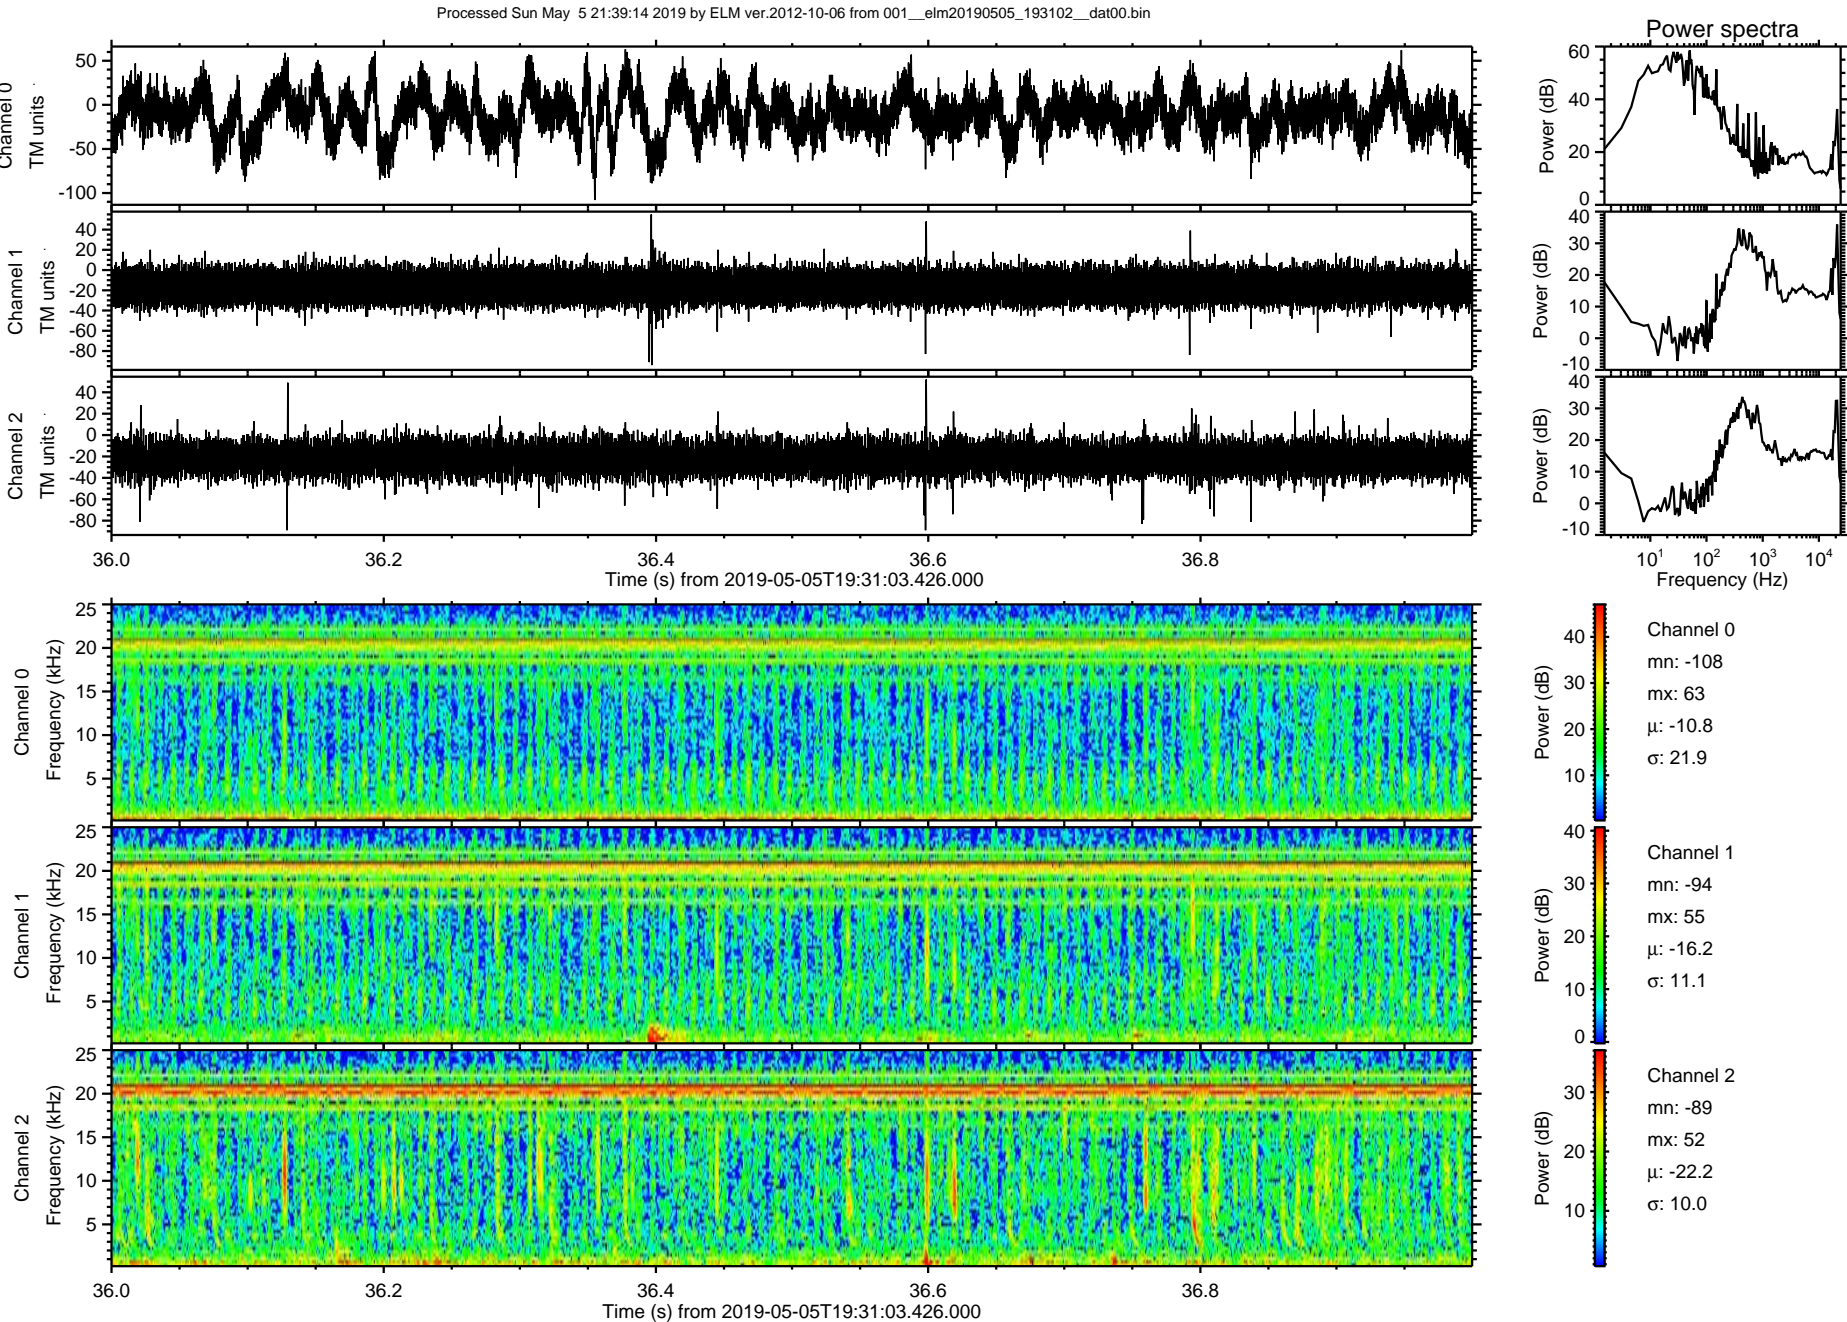 Processed Sun May  5 21:39:14 2019 by ELM ver.2012-10-06 from 001__elm20190505_193102__dat00.bin
Power spectra
Channel 0
TM units
50
0
-50
-100
Power (dB)
60
40
20
0
Channel 1
TM units
40
20
0
-20
-40
-60
-80
Power (dB)
40
30
20
10
0
-10
Channel 2
TM units
40
20
0
-20
-40
-60
-80
Power (dB)
40
30
20
10
0
-10
36.0 36.2 36.4 36.6 36.8
Time (s) from 2019-05-05T19:31:03.426.000
10^1 10^2 10^3 10^4
Frequency (Hz)
Channel 0
Frequency (kHz)
25
20
15
10
5
Power (dB)
40
30
20
10
Channel 0
mn: -108
mx: 63
μ: -10.8
σ: 21.9
Channel 1
Frequency (kHz)
25
20
15
10
5
Power (dB)
40
30
20
10
0
Channel 1
mn: -94
mx: 55
μ: -16.2
σ: 11.1
Channel 2
Frequency (kHz)
25
20
15
10
5
Power (dB)
30
20
10
Channel 2
mn: -89
mx: 52
μ: -22.2
σ: 10.0
36.0 36.2 36.4 36.6 36.8
Time (s) from 2019-05-05T19:31:03.426.000